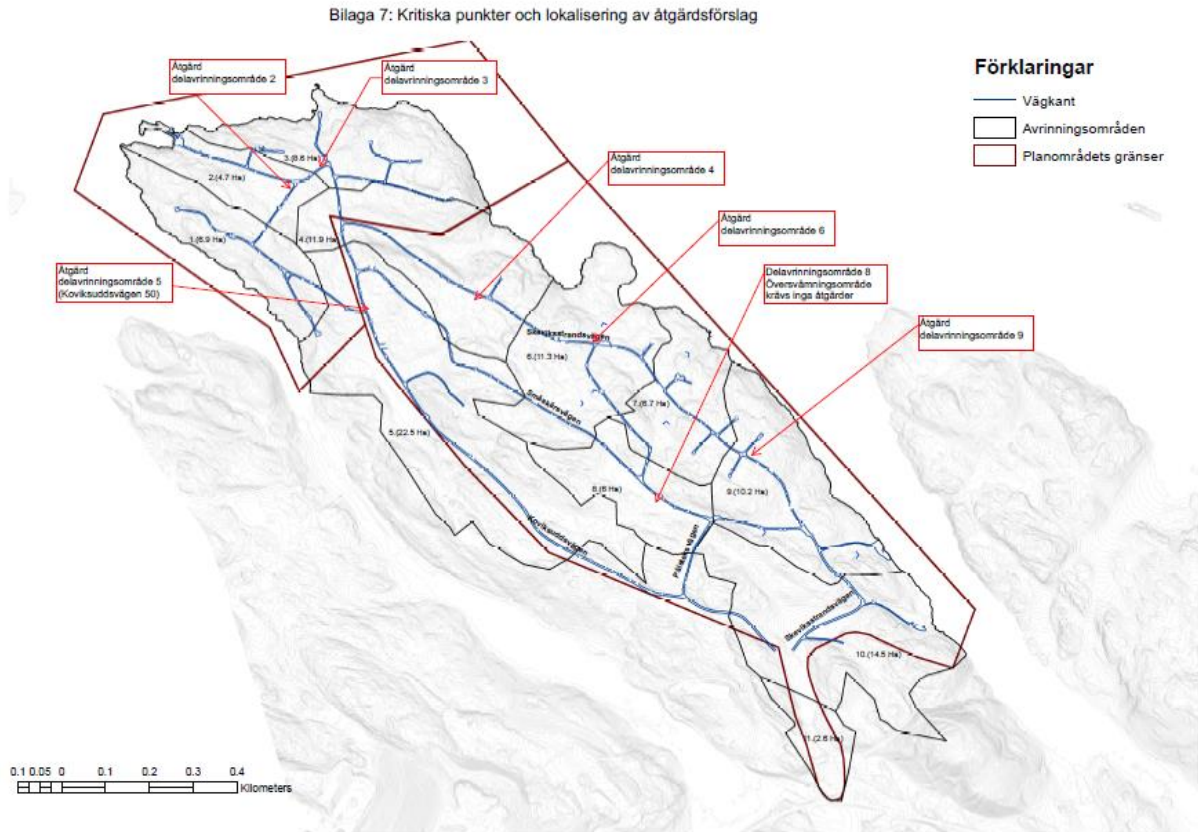 Bilaga 7: Kritiska punkter och lokalisering av åtgärdsförslag
Åtgärd
delavrinningsområde 2
Åtgärd
delavrinningsområde 3
Förklaringar
Vägkant
Avrinningsområden
Planområdets gränser
Åtgärd
delavrinningsområde 4
Åtgärd
delavrinningsområde 6
Åtgärd
delavrinningsområde 5
(Koviksuddsvägen 50)
Delavrinningsområde 8
Översvämningområde
krävs inga åtgärder
Åtgärd
delavrinningsområde 9
3.(8.6 Ha)
2.(4.7 Ha)
1.(6.9 Ha)
4.(11.9 Ha)
6.(11.3 Ha)
Småskärsvägen
7.(6.7 Ha)
5.(22.5 Ha)
8.(6 Ha)
9.(10.2 Ha)
Koviksuddsvägen
Skevikastrandsvägen
10.(14.5 Ha)
11.(2.6 Ha)
0.1 0.05 0 0.1 0.2 0.3 0.4
Kilometers